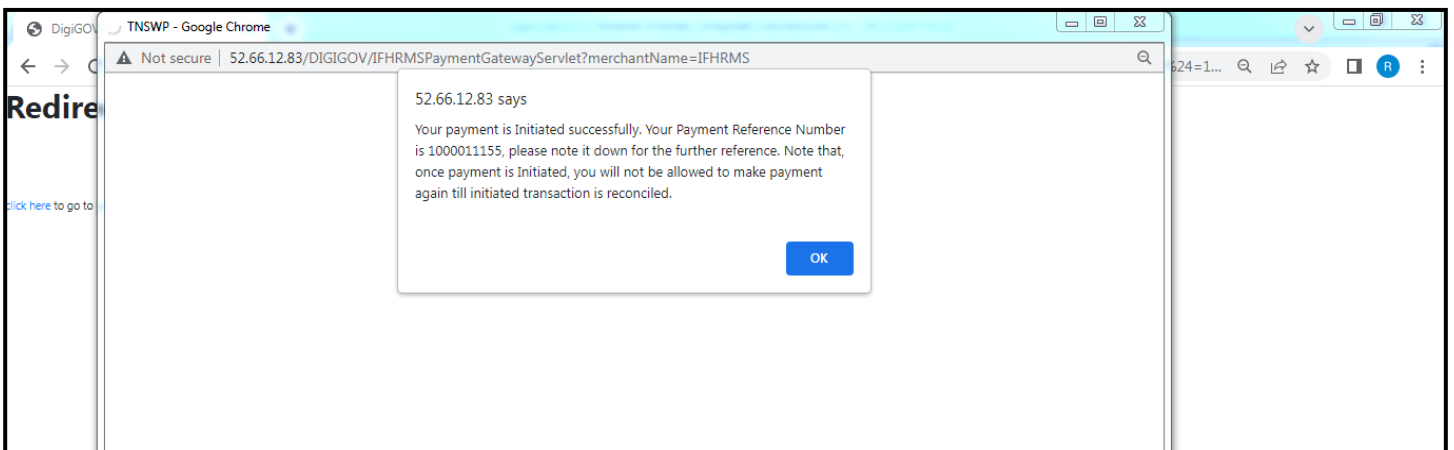 DigiGOV
TNSWP - Google Chrome
Not secure
52.66.12.83/DIGIGOV/IFHRMSPaymentGatewayServlet?merchantName=IFHRMS
24=1...
R
Redire
52.66.12.83 says
Your payment is Initiated successfully. Your Payment Reference Number
is 1000011155, please note it down for the further reference. Note that,
once payment is Initiated, you will not be allowed to make payment
again till initiated transaction is reconciled.
click here to go to
OK